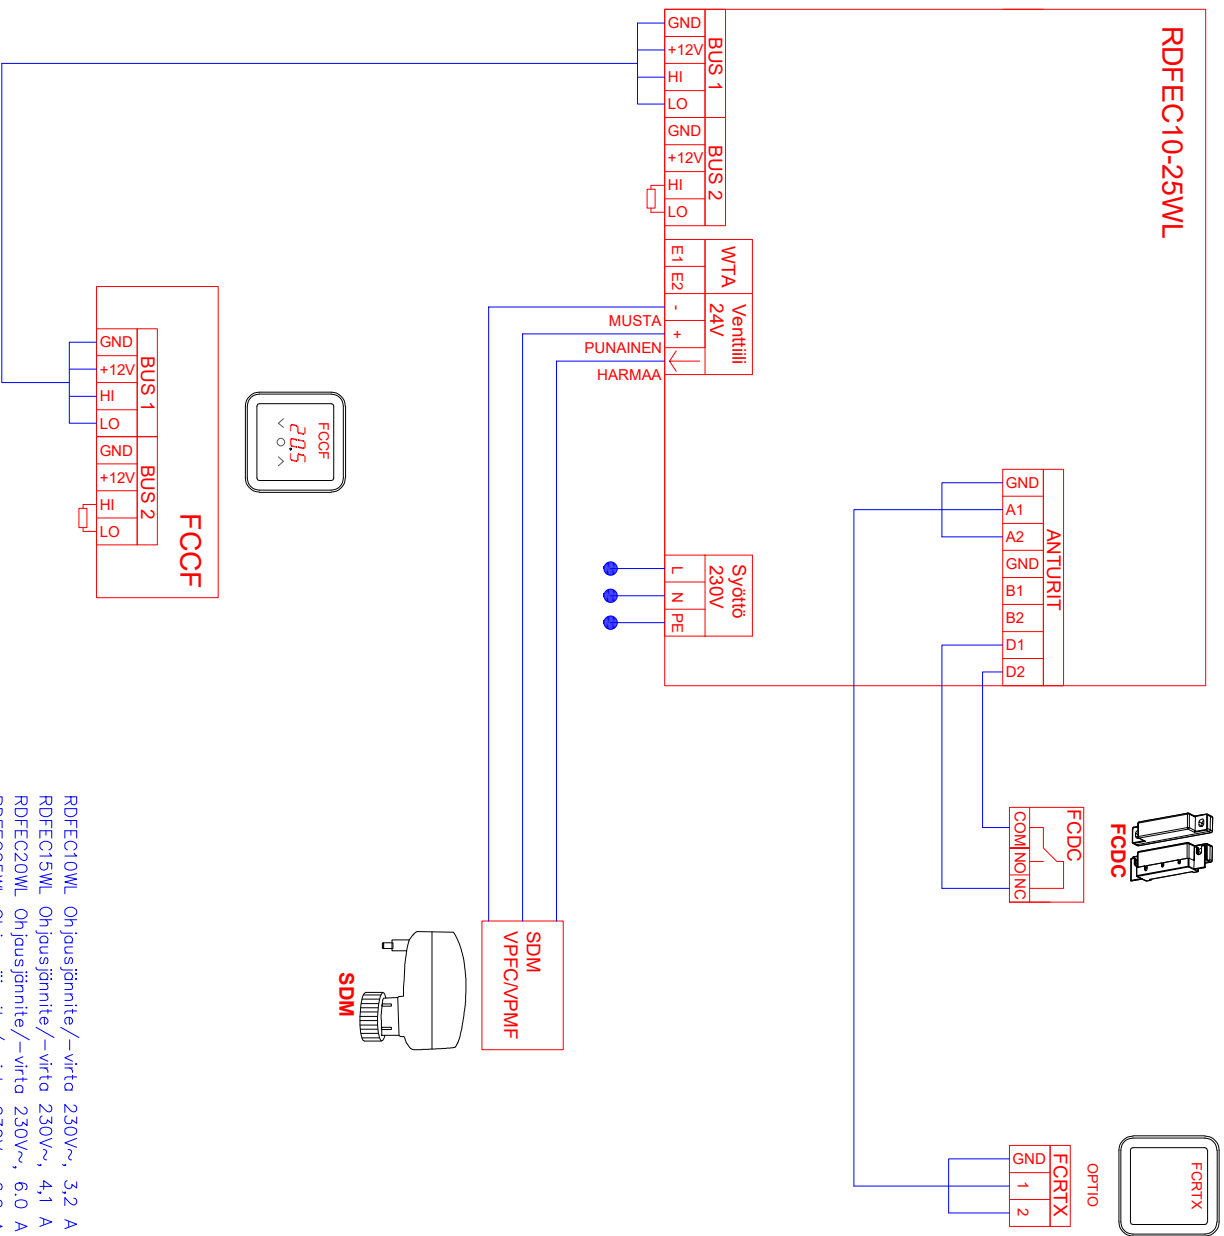 RDFEC10-25WL
GND
+12V
HI
LO
BUS 1
GND
+12V
HI
LO
BUS 2
E1
E2
WTA
-
+
Venttiili
24V
MUSTA
PUNAINEN
HARMAA
L
N
PE
Syöttö
230V
GND
A1
A2
GND
B1
B2
D1
D2
ANTURIT
GND
+12V
HI
LO
BUS 1
GND
+12V
HI
LO
BUS 2
FCCF
FCCF
20.5
FCDC
COM
NO
NC
FCDC
SDM
VPFC/VPMF
SDM
FCRTX
GND
1
2
OPTIO
FCRTX
RDFEC10WL Ohjausjännite/-virta 230V~, 3,2 A
RDFEC15WL Ohjausjännite/-virta 230V~, 4,1 A
RDFEC20WL Ohjausjännite/-virta 230V~, 6.0 A